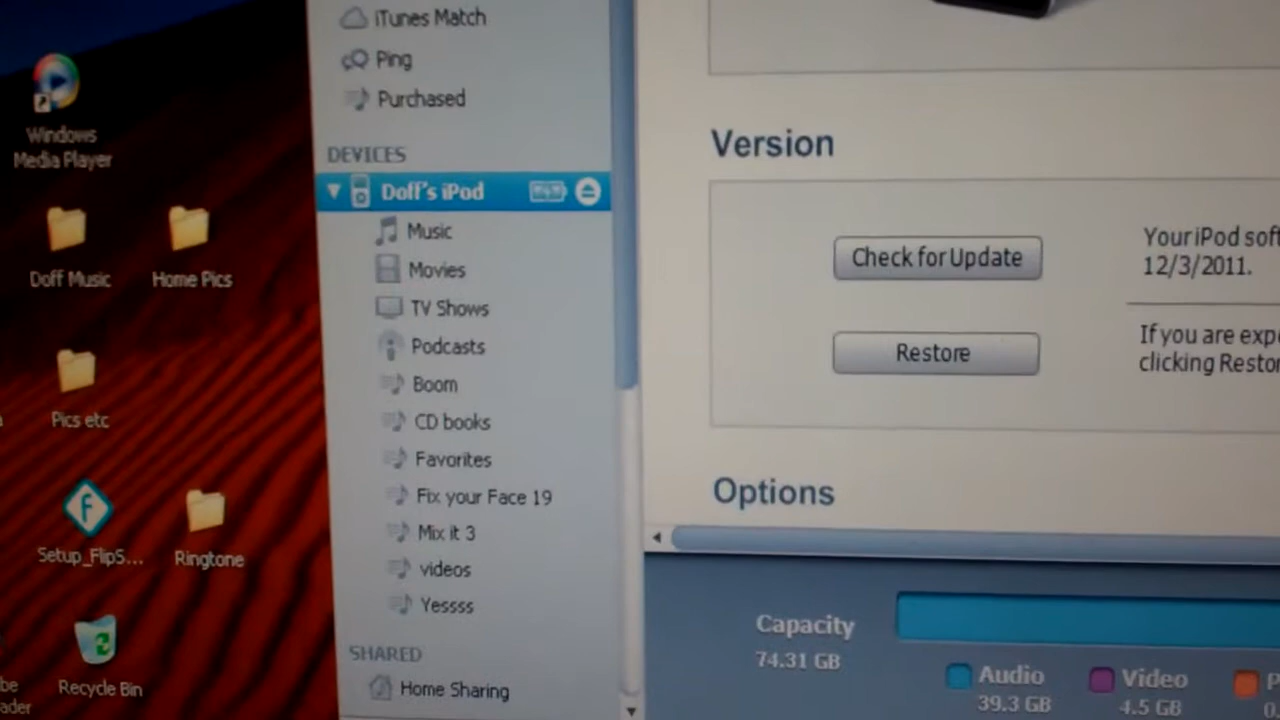 Windows
Media Player
Doff Music
Home Pics
Pics etc
Setup_FlipS...
Ringtone
Recycle Bin
iTunes Match
Ping
Purchased
DEVICES
Doff's iPod
Music
Movies
TV Shows
Podcasts
Boom
CD books
Favorites
Fix your Face 19
Mix it 3
videos
Yessss
SHARED
Home Sharing
Version
Check for Update
Your iPod soft
12/3/2011.
Restore
If you are expe
clicking Restor
Options
Capacity
74.31 GB
Audio
39.3 GB
Video
4.5 GB